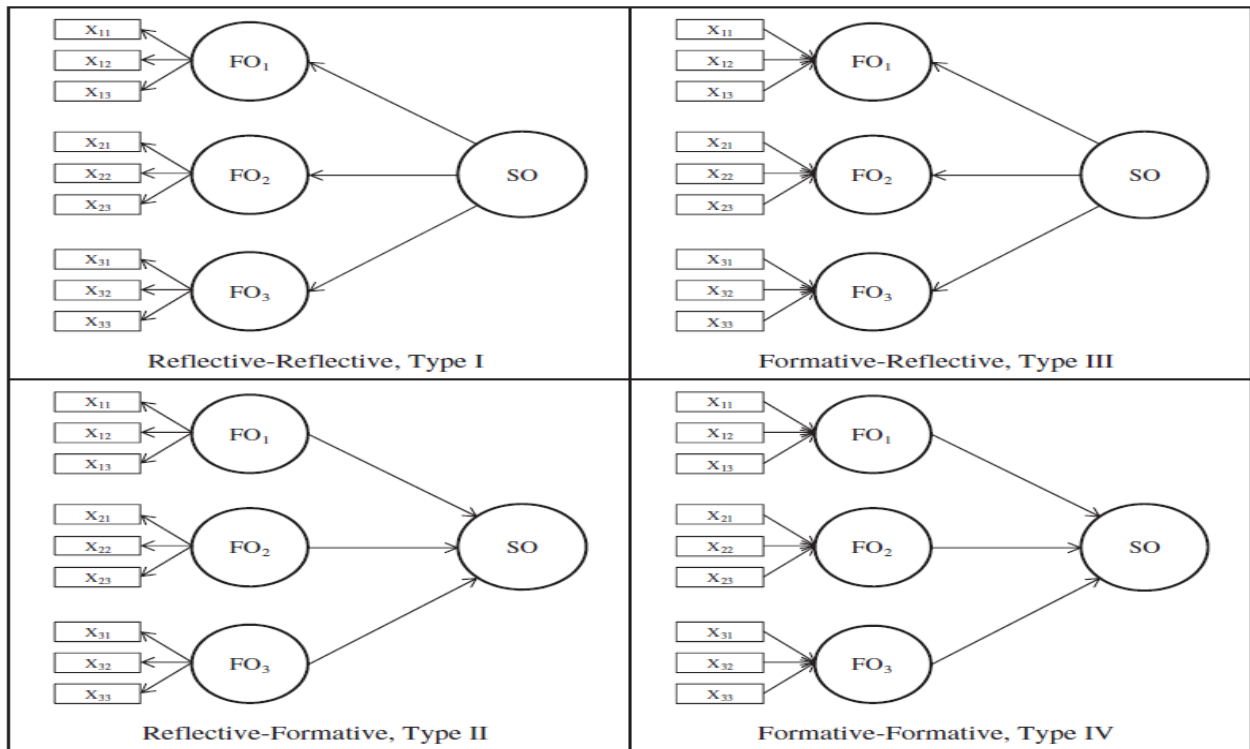 X₁₁
X₁₂
X₁₃
FO₁
X₂₁
X₂₂
X₂₃
FO₂
SO
X₃₁
X₃₂
X₃₃
FO₃
Reflective-Reflective, Type I
X₁₁
X₁₂
X₁₃
FO₁
X₂₁
X₂₂
X₂₃
FO₂
SO
X₃₁
X₃₂
X₃₃
FO₃
Formative-Reflective, Type III
X₁₁
X₁₂
X₁₃
FO₁
X₂₁
X₂₂
X₂₃
FO₂
SO
X₃₁
X₃₂
X₃₃
FO₃
Reflective-Formative, Type II
X₁₁
X₁₂
X₁₃
FO₁
X₂₁
X₂₂
X₂₃
FO₂
SO
X₃₁
X₃₂
X₃₃
FO₃
Formative-Formative, Type IV